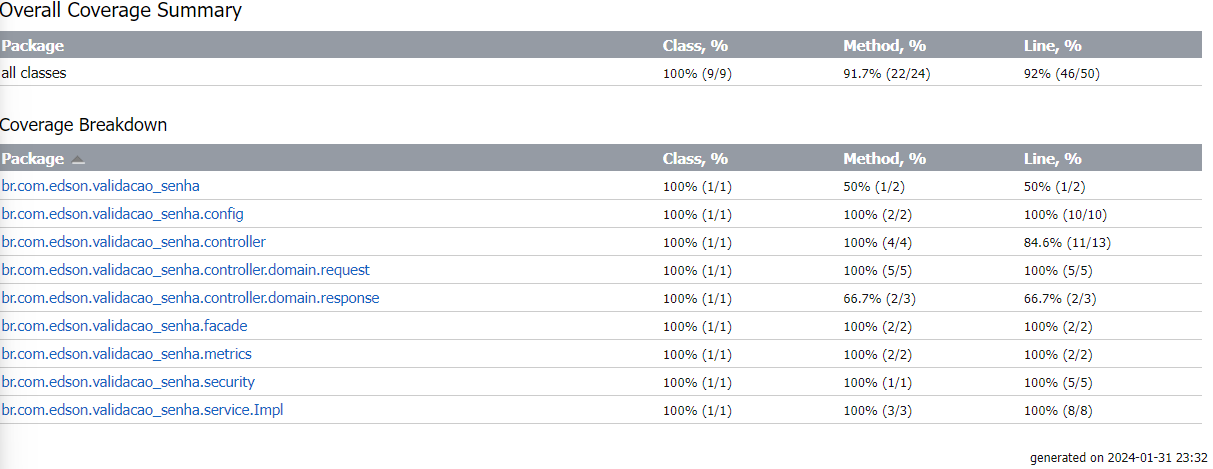 Overall Coverage Summary
Package Class, % Method, % Line, %
all classes 100% (9/9) 91.7% (22/24) 92% (46/50)
Coverage Breakdown
Package Class, % Method, % Line, %
br.com.edson.validacao_senha 100% (1/1) 50% (1/2) 50% (1/2)
br.com.edson.validacao_senha.config 100% (1/1) 100% (2/2) 100% (10/10)
br.com.edson.validacao_senha.controller 100% (1/1) 100% (4/4) 84.6% (11/13)
br.com.edson.validacao_senha.controller.domain.request 100% (1/1) 100% (5/5) 100% (5/5)
br.com.edson.validacao_senha.controller.domain.response 100% (1/1) 66.7% (2/3) 66.7% (2/3)
br.com.edson.validacao_senha.facade 100% (1/1) 100% (2/2) 100% (2/2)
br.com.edson.validacao_senha.metrics 100% (1/1) 100% (2/2) 100% (2/2)
br.com.edson.validacao_senha.security 100% (1/1) 100% (1/1) 100% (5/5)
br.com.edson.validacao_senha.service.Impl 100% (1/1) 100% (3/3) 100% (8/8)
generated on 2024-01-31 23:32